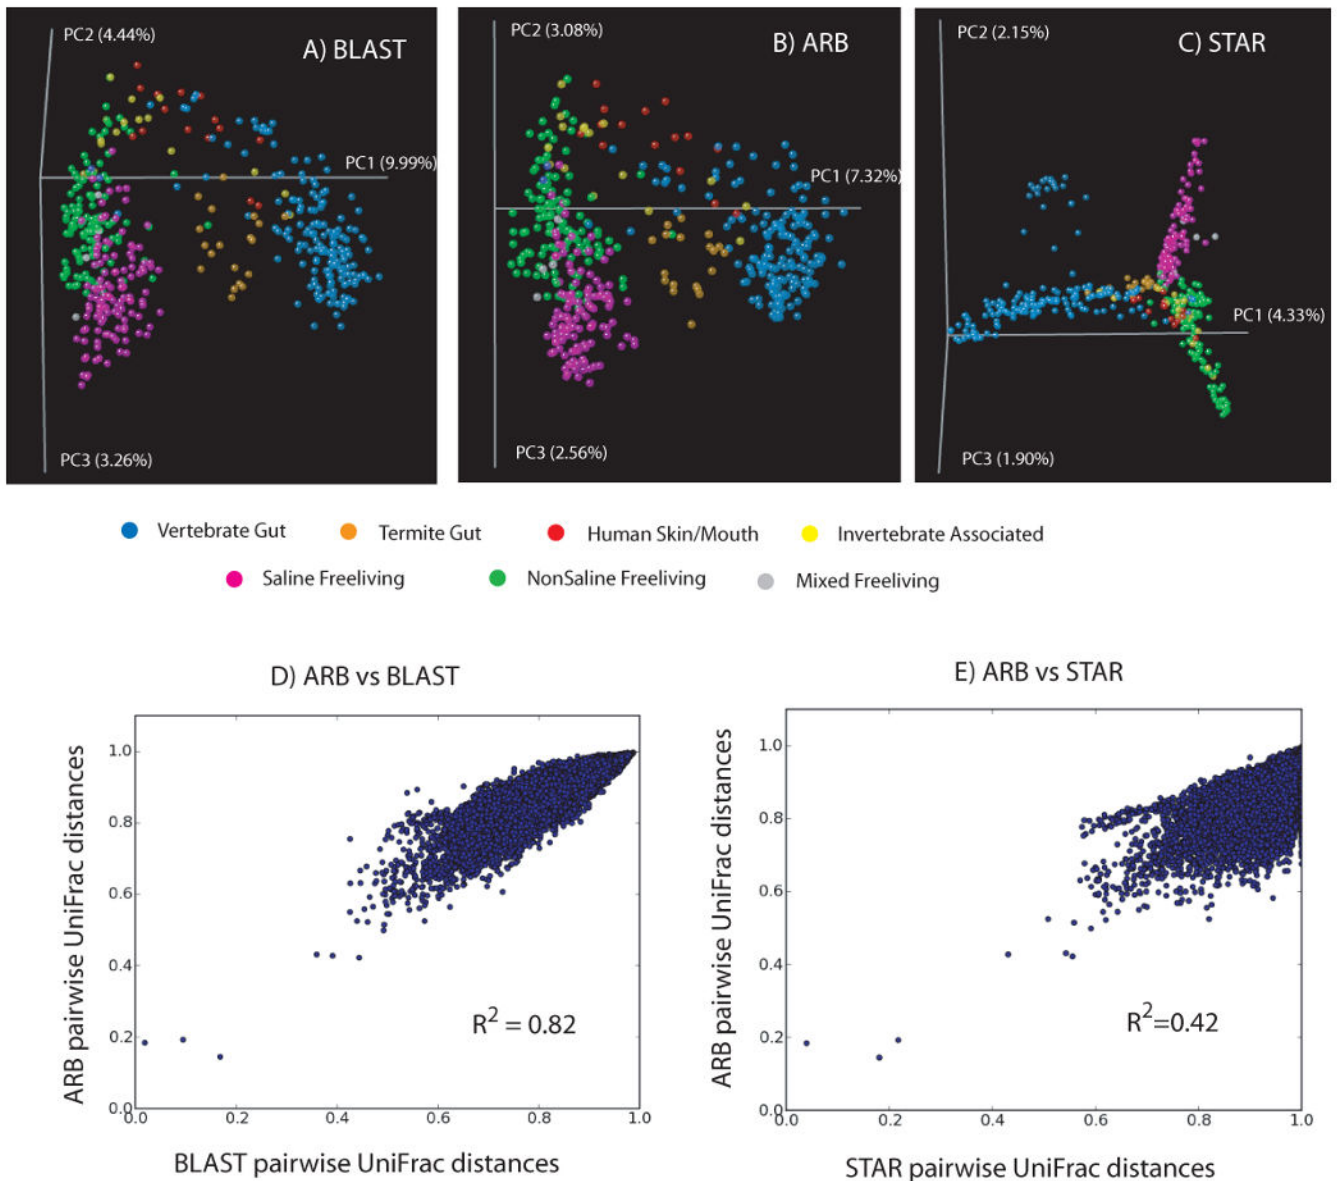 PC2 (4.44%)
A) BLAST
PC1 (9.99%)
PC3 (3.26%)
PC2 (3.08%)
B) ARB
PC1 (7.32%)
PC3 (2.56%)
PC2 (2.15%)
C) STAR
PC1 (4.33%)
PC3 (1.90%)
Vertebrate Gut
Termite Gut
Human Skin/Mouth
Invertebrate Associated
Saline Freeliving
NonSaline Freeliving
Mixed Freeliving
D) ARB vs BLAST
ARB pairwise UniFrac distances
1.0
0.8
0.6
0.4
0.2
0.0
R² = 0.82
0.0 0.2 0.4 0.6 0.8 1.0
BLAST pairwise UniFrac distances
E) ARB vs STAR
ARB pairwise UniFrac distances
1.0
0.8
0.6
0.4
0.2
0.0
R²=0.42
0.0 0.2 0.4 0.6 0.8 1.0
STAR pairwise UniFrac distances